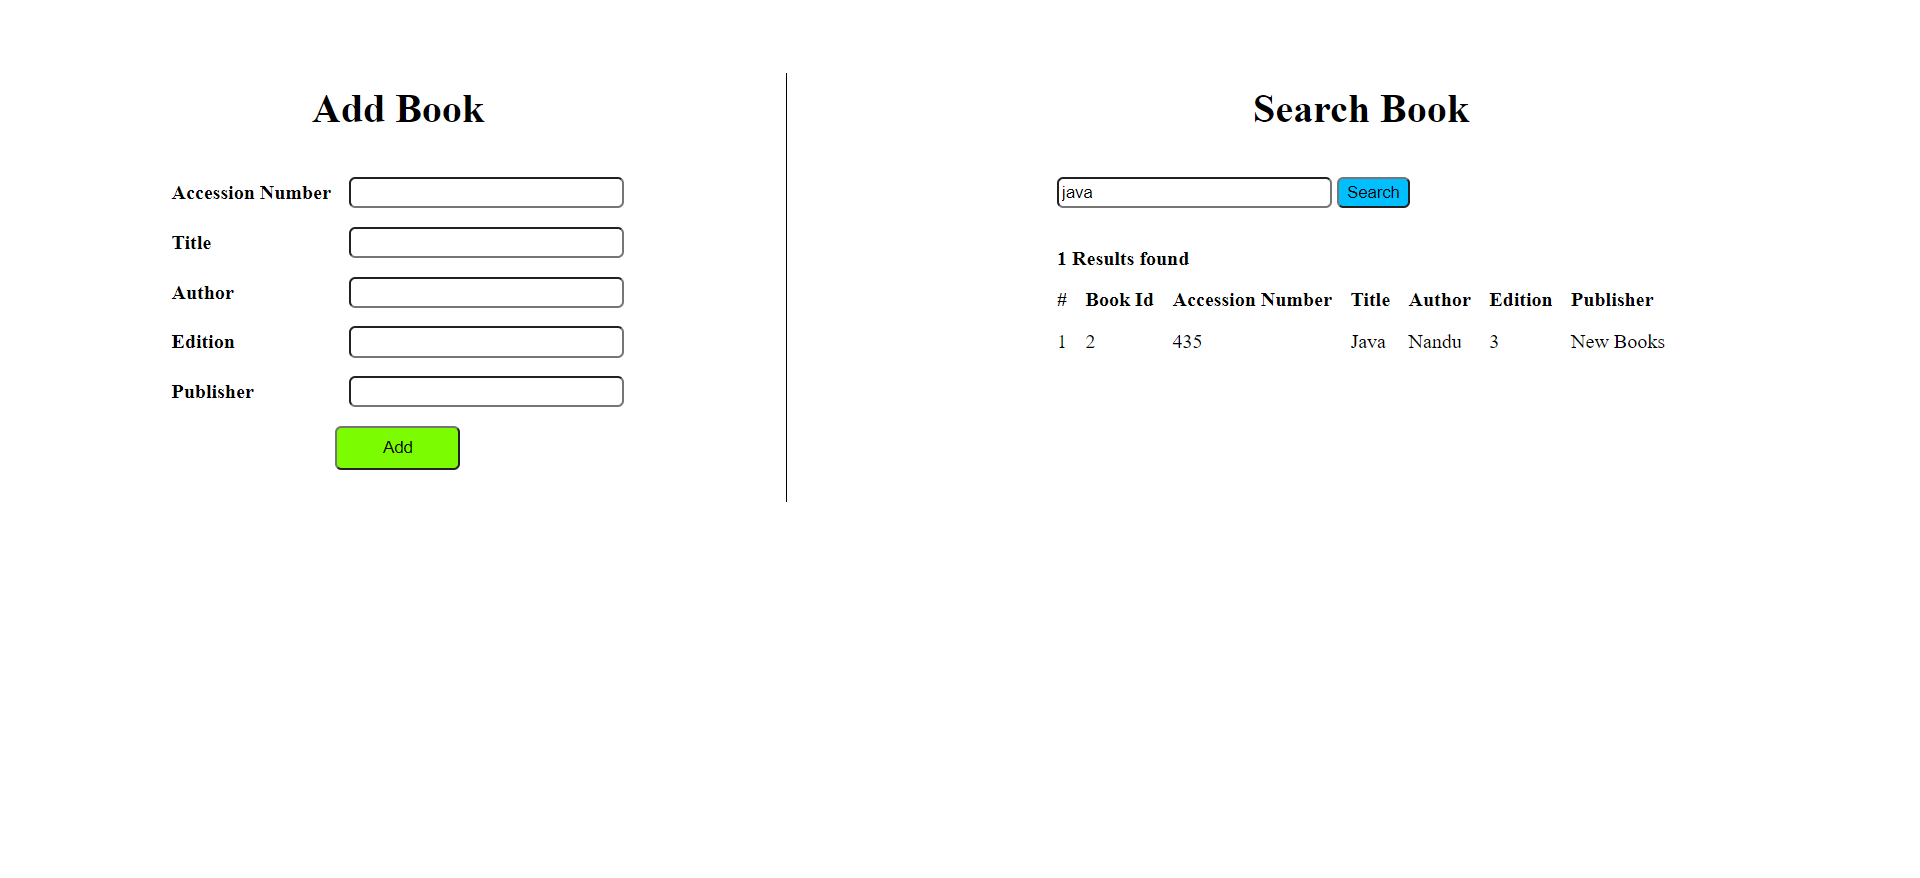 Add Book
Accession Number
Title
Author
Edition
Publisher
Add
Search Book
java Search
1 Results found
# Book Id Accession Number Title Author Edition Publisher
1 2 435 Java Nandu 3 New Books